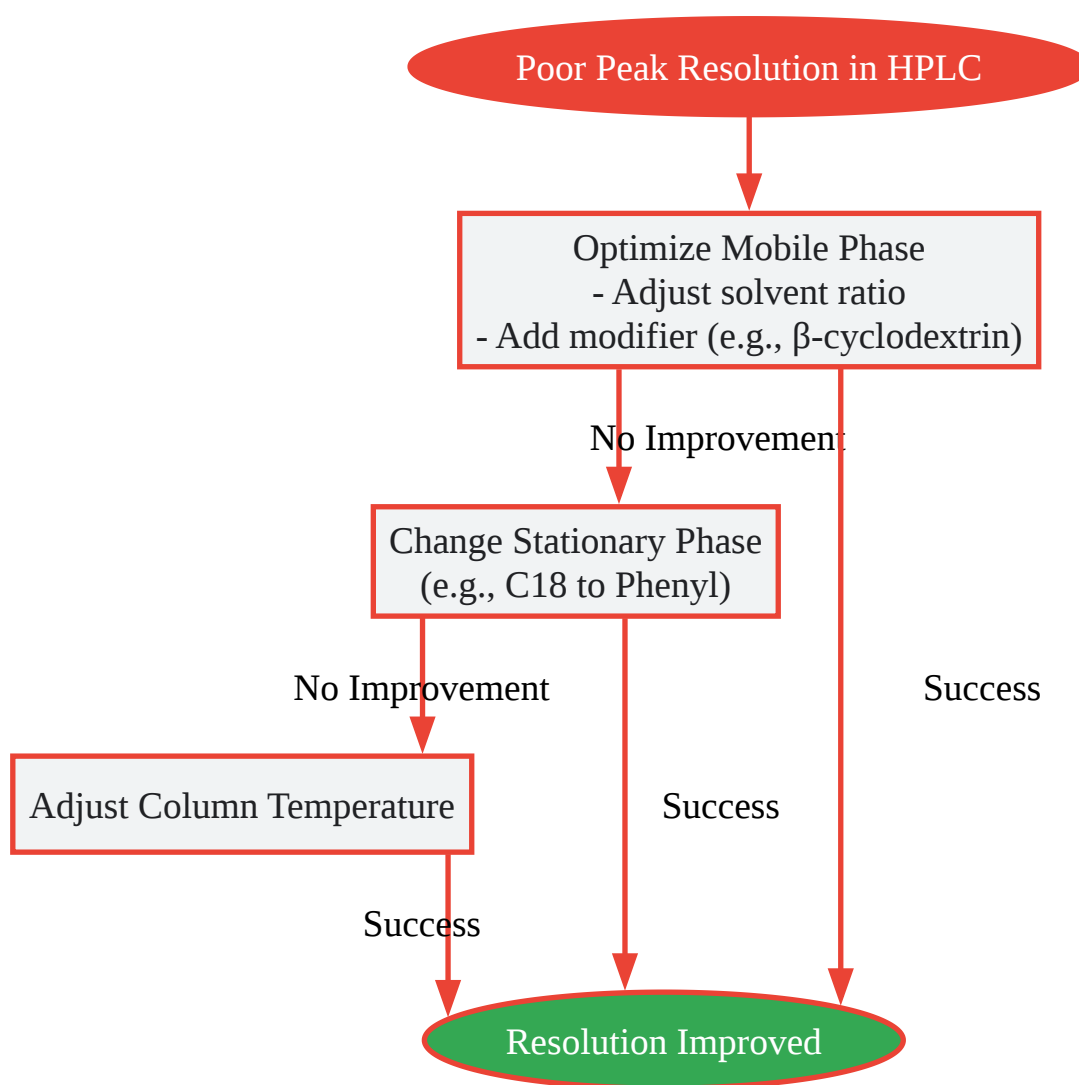 Poor Peak Resolution in HPLC
Optimize Mobile Phase
- Adjust solvent ratio
- Add modifier (e.g., β-cyclodextrin)
No Improvement
Change Stationary Phase
(e.g., C18 to Phenyl)
No Improvement
Success
Adjust Column Temperature
Success
Success
Resolution Improved